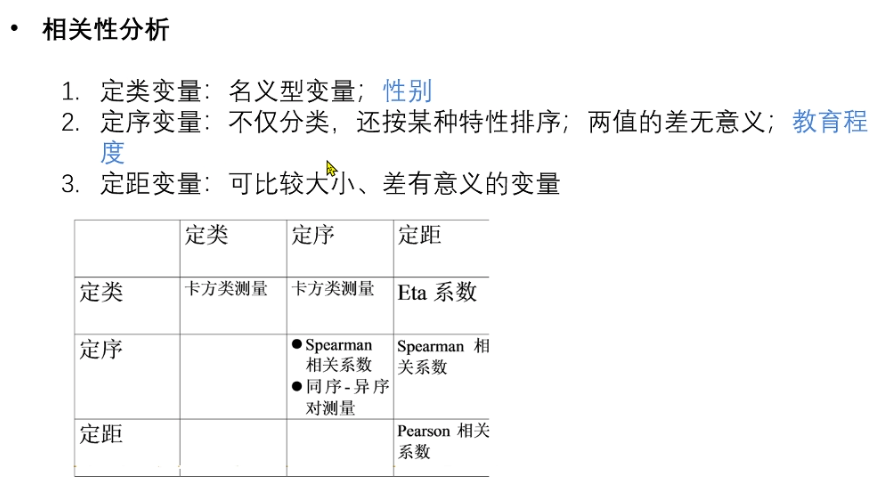 • 相关性分析
1. 定类变量：名义型变量；性别
2. 定序变量：不仅分类，还按某种特性排序；两值的差无意义；教育程
度
3. 定距变量：可比较大小、差有意义的变量
定类 定序 定距
定类 卡方类测量 卡方类测量 Eta 系数
定序 ●Spearman 相关系数 ●同序-异序对测量 Spearman 相关系数
定距 Pearson 相关系数